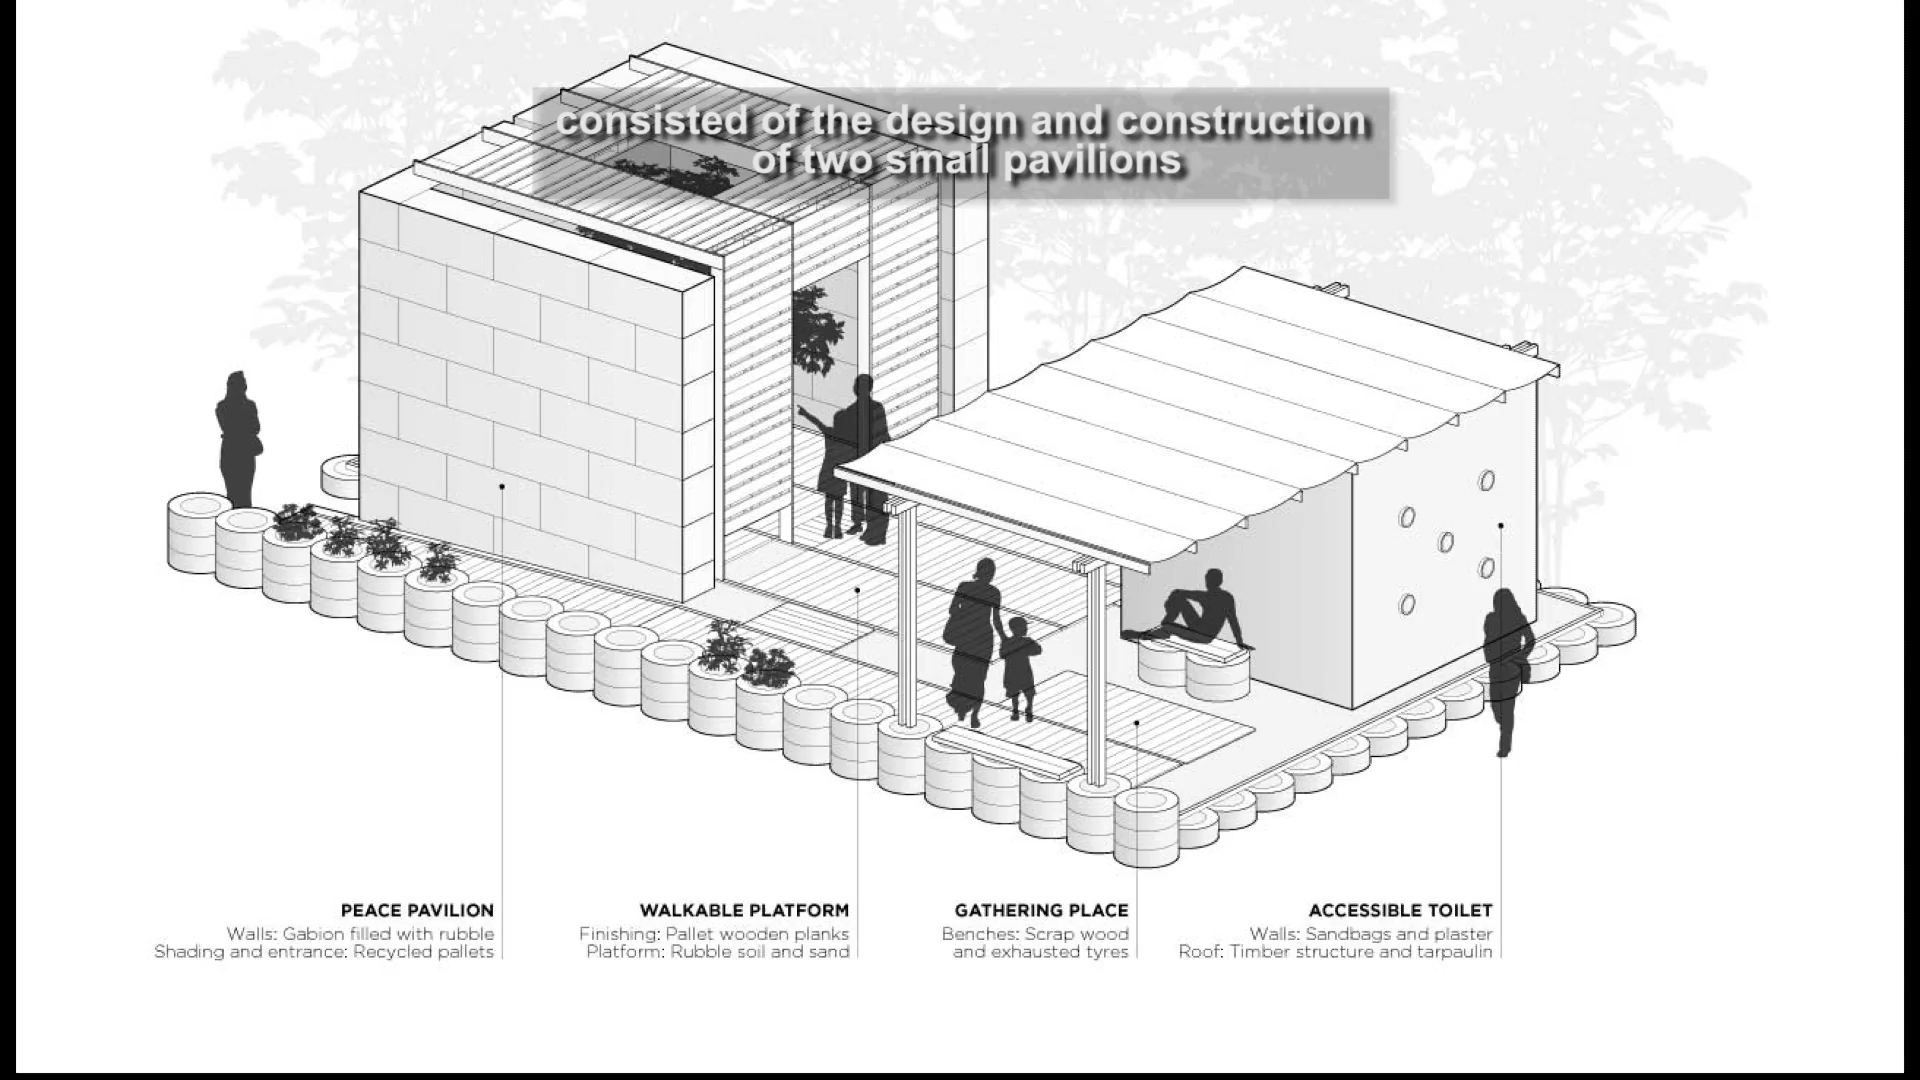 consisted of the design and construction
of two small pavilions
PEACE PAVILION
Walls: Gabion filled with rubble
Shading and entrance: Recycled pallets
WALKABLE PLATFORM
Finishing: Pallet wooden planks
Platform: Rubble soil and sand
GATHERING PLACE
Benches: Scrap wood
and exhausted tyres
ACCESSIBLE TOILET
Walls: Sandbags and plaster
Roof: Timber structure and tarpaulin